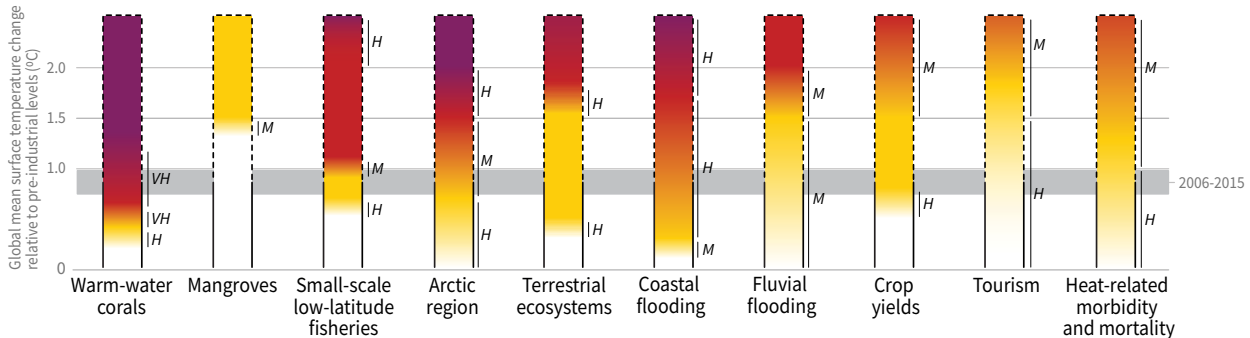 Global mean surface temperature change
relative to pre-industrial levels (ºC)
2.0
1.5
1.0
0
2006-2015
VH
VH
H
M
H
M
H
H
M
H
H
H
H
H
M
M
M
M
H
M
H
M
H
Warm-water
corals
Mangroves
Small-scale
low-latitude
fisheries
Arctic
region
Terrestrial
ecosystems
Coastal
flooding
Fluvial
flooding
Crop
yields
Tourism
Heat-related
morbidity
and mortality